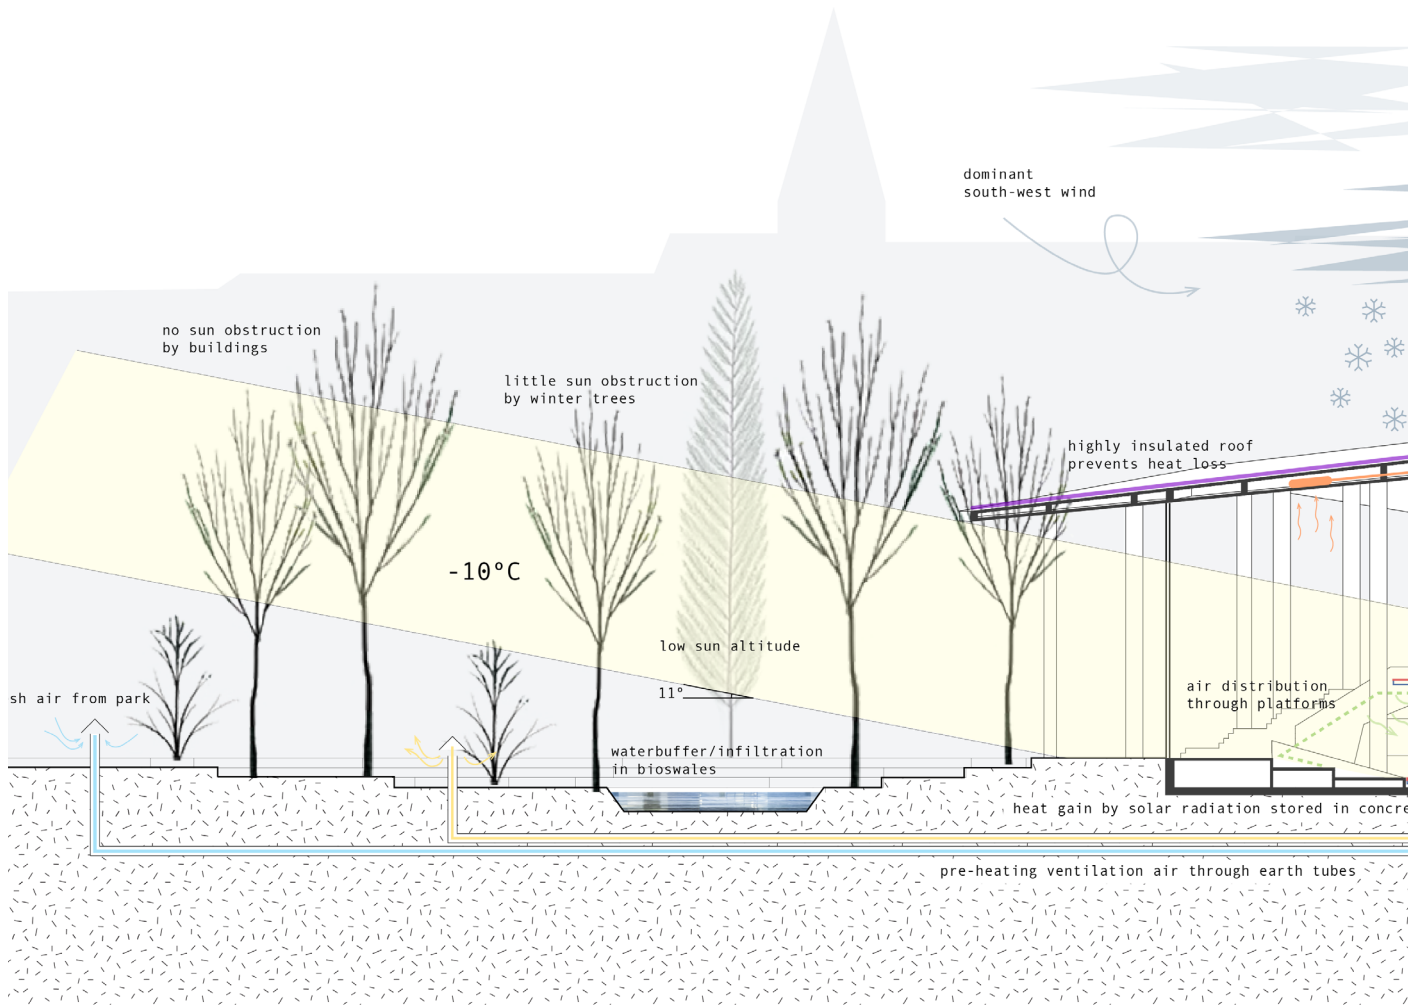 dominant
south-west wind
no sun obstruction
by buildings
little sun obstruction
by winter trees
highly insulated roof
prevents heat loss
-10ºC
low sun altitude
11º
sh air from park
air distribution
through platforms
waterbuffer/infiltration
in bioswales
heat gain by solar radiation stored in concre
pre-heating ventilation air through earth tubes